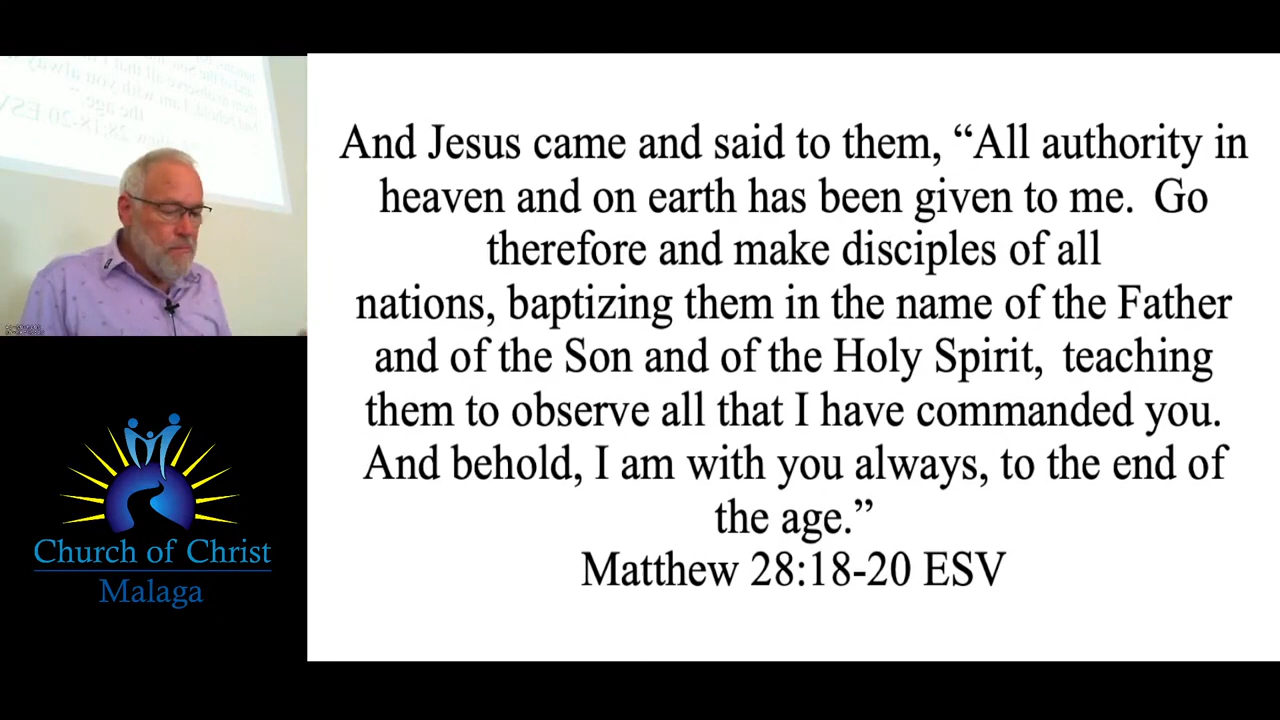 And Jesus came and said to them, “All authority in
heaven and on earth has been given to me.  Go
therefore and make disciples of all
nations, baptizing them in the name of the Father
and of the Son and of the Holy Spirit,  teaching
them to observe all that I have commanded you.
And behold, I am with you always, to the end of
the age.”
Matthew 28:18-20 ESV
Church of Christ
Malaga